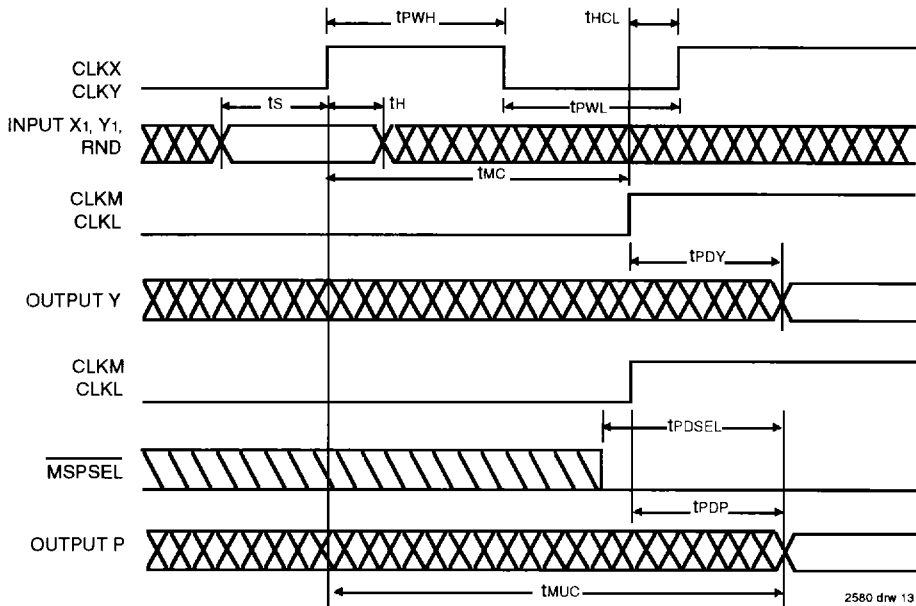 tPWH
tHCL
CLKX
CLKY
tS
tH
tPWL
INPUT X1, Y1,
RND
tMC
CLKM
CLKL
tPDY
OUTPUT Y
CLKM
CLKL
tPDSEL
MSPSEL
tPDP
OUTPUT P
tMUC
2580 drw 13